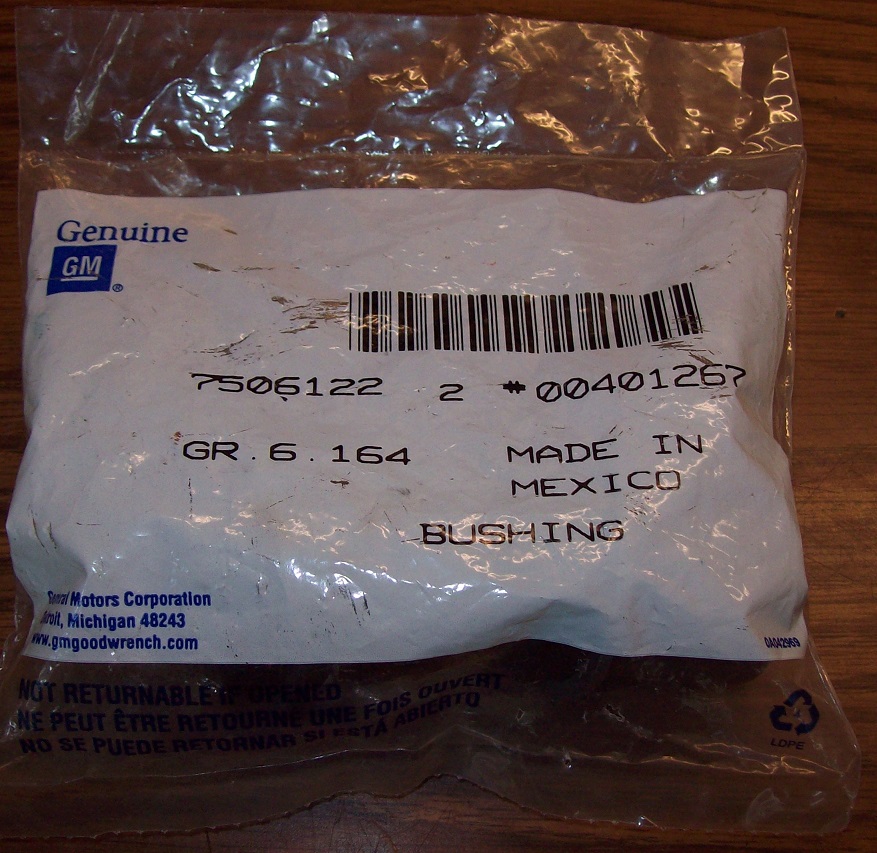 Genuine
GM ®
7506122 2 *00401267
GR.6.164 MADE IN
MEXICO
BUSHING
General Motors Corporation
Detroit, Michigan 48243
www.gmgoodwrench.com
0A042969
NOT RETURNABLE IF OPENED
NE PEUT ÊTRE RETOURNÉ UNE FOIS OUVERT
NO SE PUEDE RETORNAR SI ESTÁ ABIERTO
LDPE